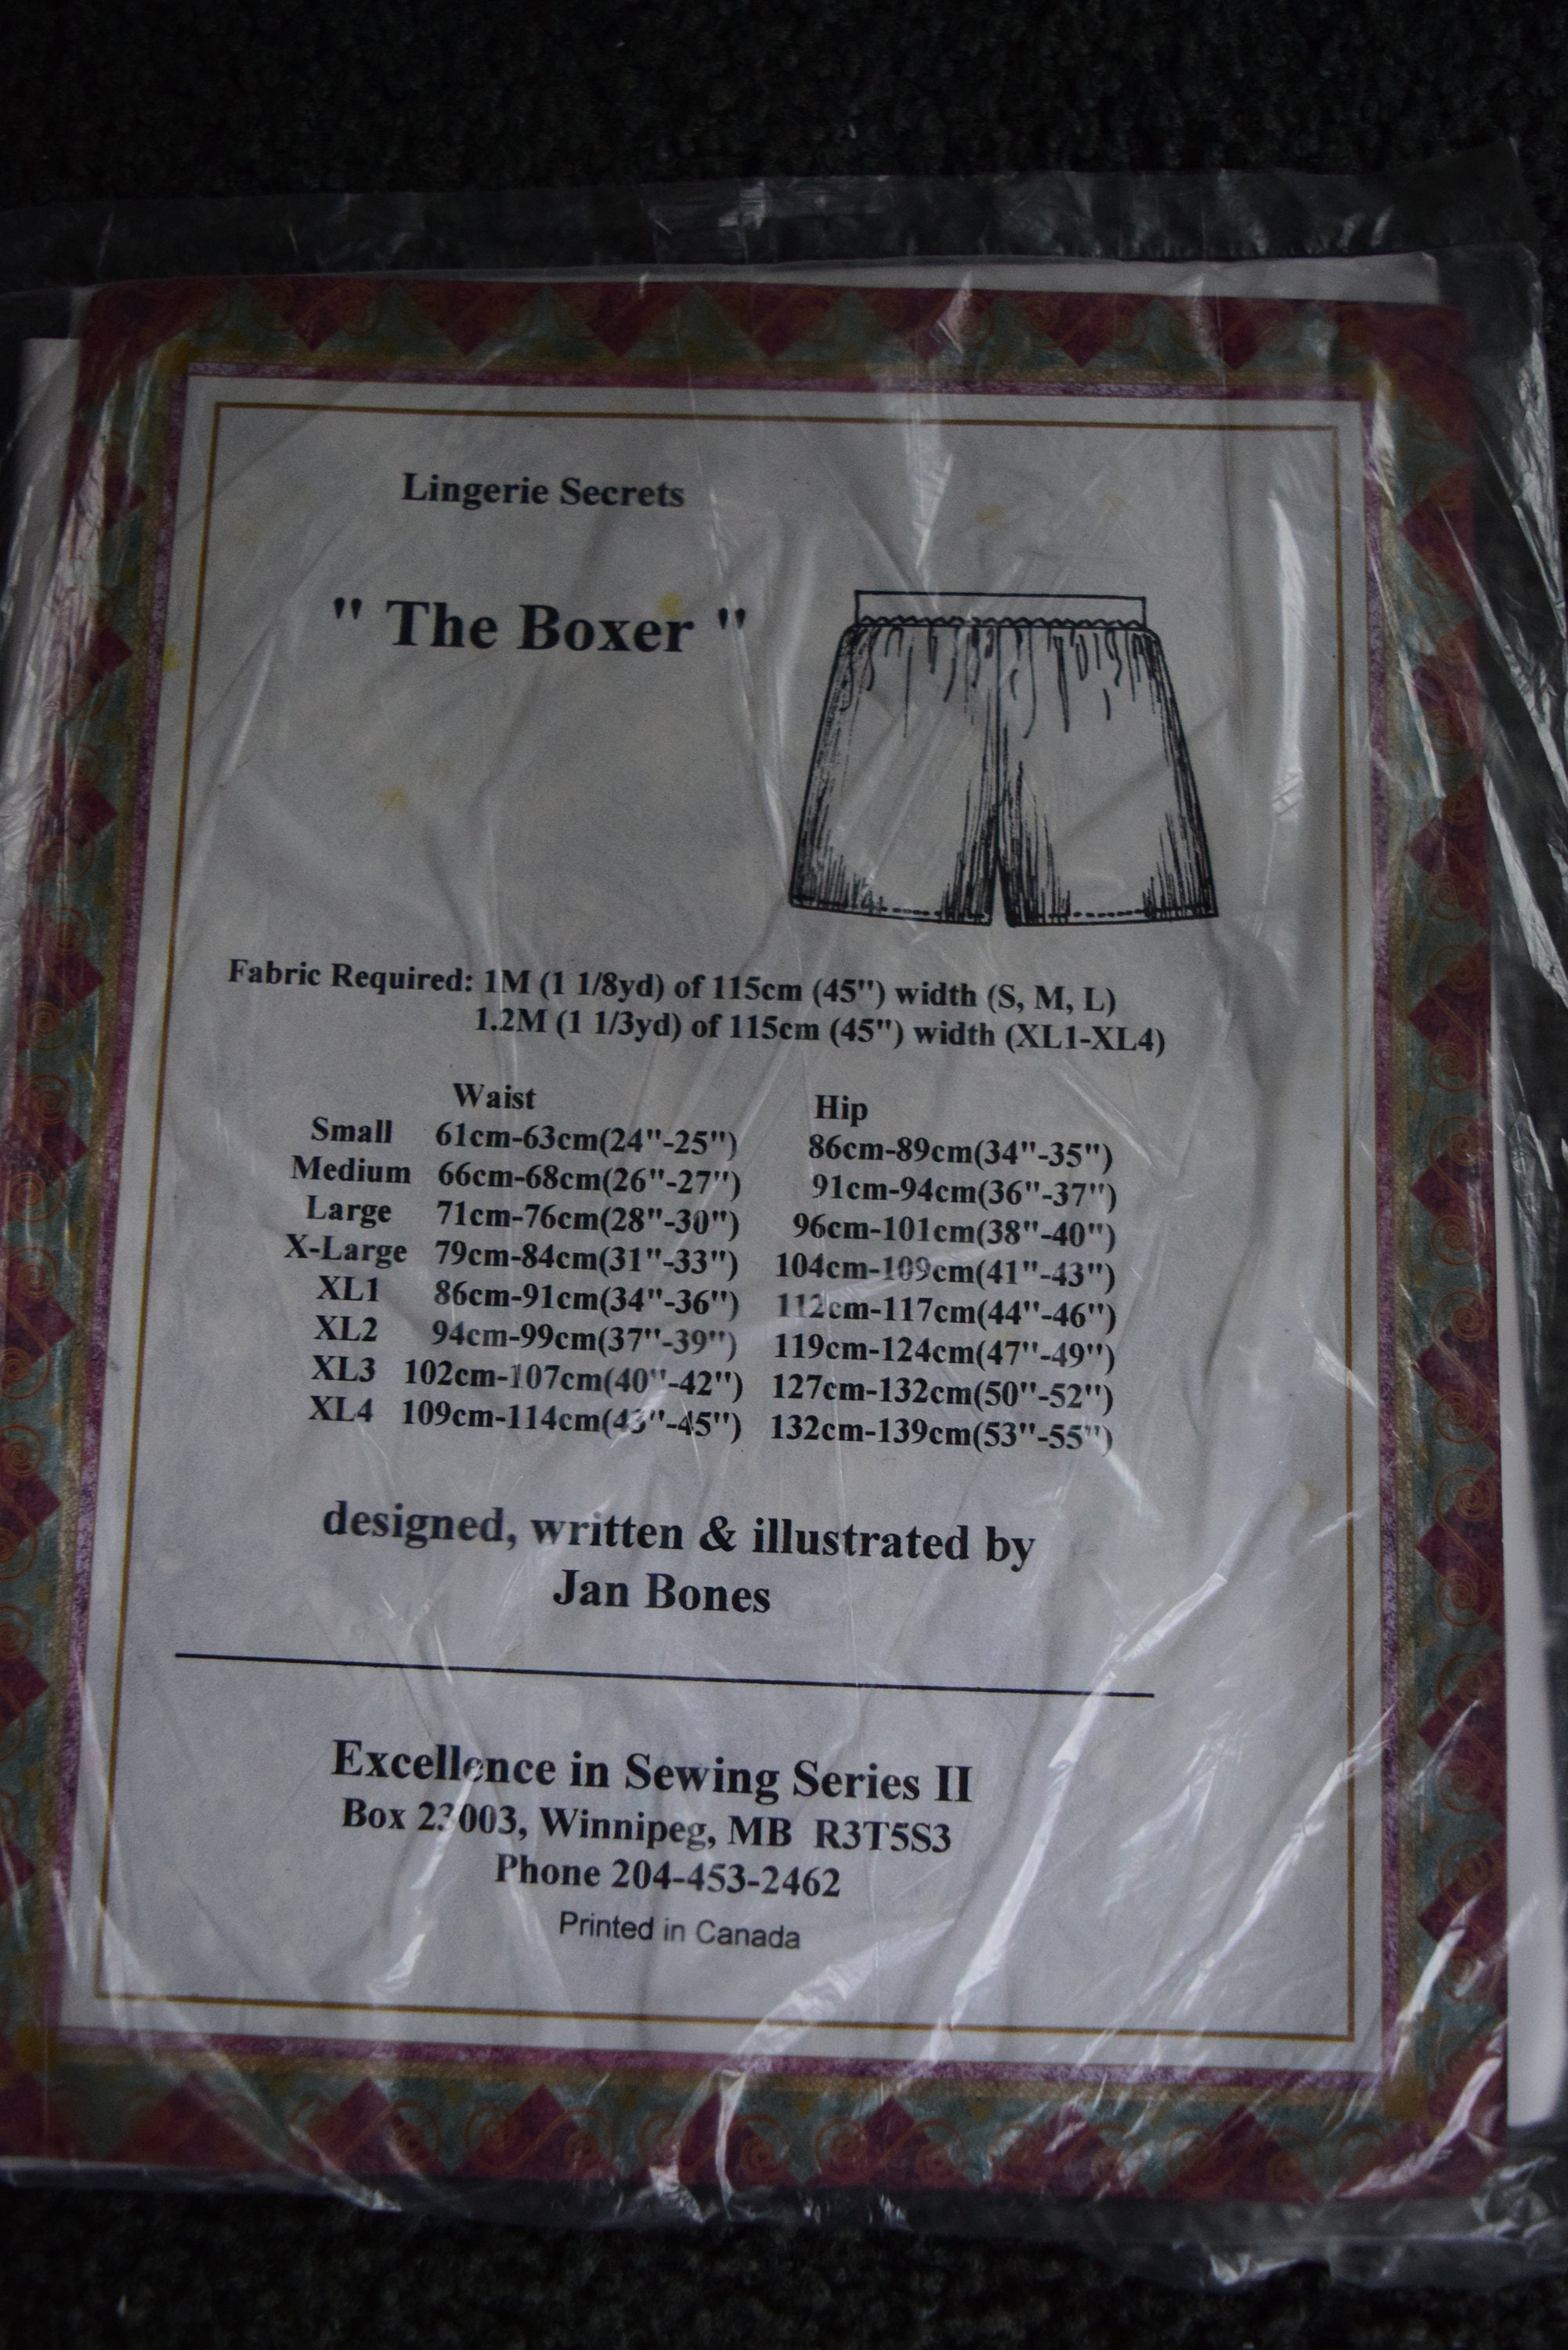 Lingerie Secrets
" The Boxer "
Fabric Required: 1M (1 1/8yd) of 115cm (45") width (S, M, L)
1.2M (1 1/3yd) of 115cm (45") width (XL1-XL4)
Waist Hip
Small 61cm-63cm(24"-25") 86cm-89cm(34"-35")
Medium 66cm-68cm(26"-27") 91cm-94cm(36"-37")
Large 71cm-76cm(28"-30") 96cm-101cm(38"-40")
X-Large 79cm-84cm(31"-33") 104cm-109cm(41"-43")
XL1 86cm-91cm(34"-36") 112cm-117cm(44"-46")
XL2 94cm-99cm(37"-39") 119cm-124cm(47"-49")
XL3 102cm-107cm(40"-42") 127cm-132cm(50"-52")
XL4 109cm-114cm(43"-45") 132cm-139cm(53"-55")
designed, written & illustrated by
Jan Bones
Excellence in Sewing Series II
Box 23003, Winnipeg, MB R3T5S3
Phone 204-453-2462
Printed in Canada